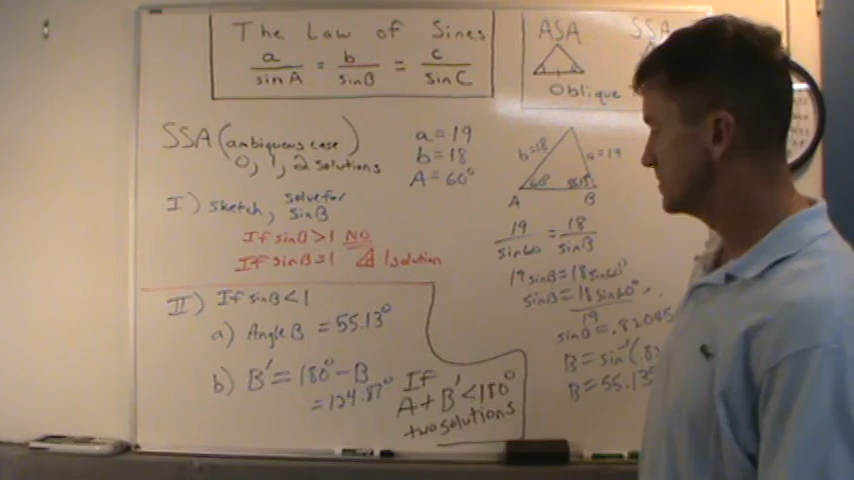 The Law of Sines
a/sinA = b/sinB = c/sinC
ASA SSA
Oblique
SSA (ambiguous case)
0, 1, 2 solutions
a = 19
b = 18
A = 60°
b=18 a=19
60°
A B
I) sketch, solve for
sin B
If sinB > 1 NO
If sinB = 1 1 solution
19/sin60 = 18/sinB
19 sinB = 18 sin60°
sinB = 18 sin60°/19
sinB = .82045
B = sin⁻¹(.82
B = 55.13°
II) If sinB < 1
a) Angle B = 55.13°
b) B' = 180° - B
= 124.87°
If
A + B' < 180°
two solutions